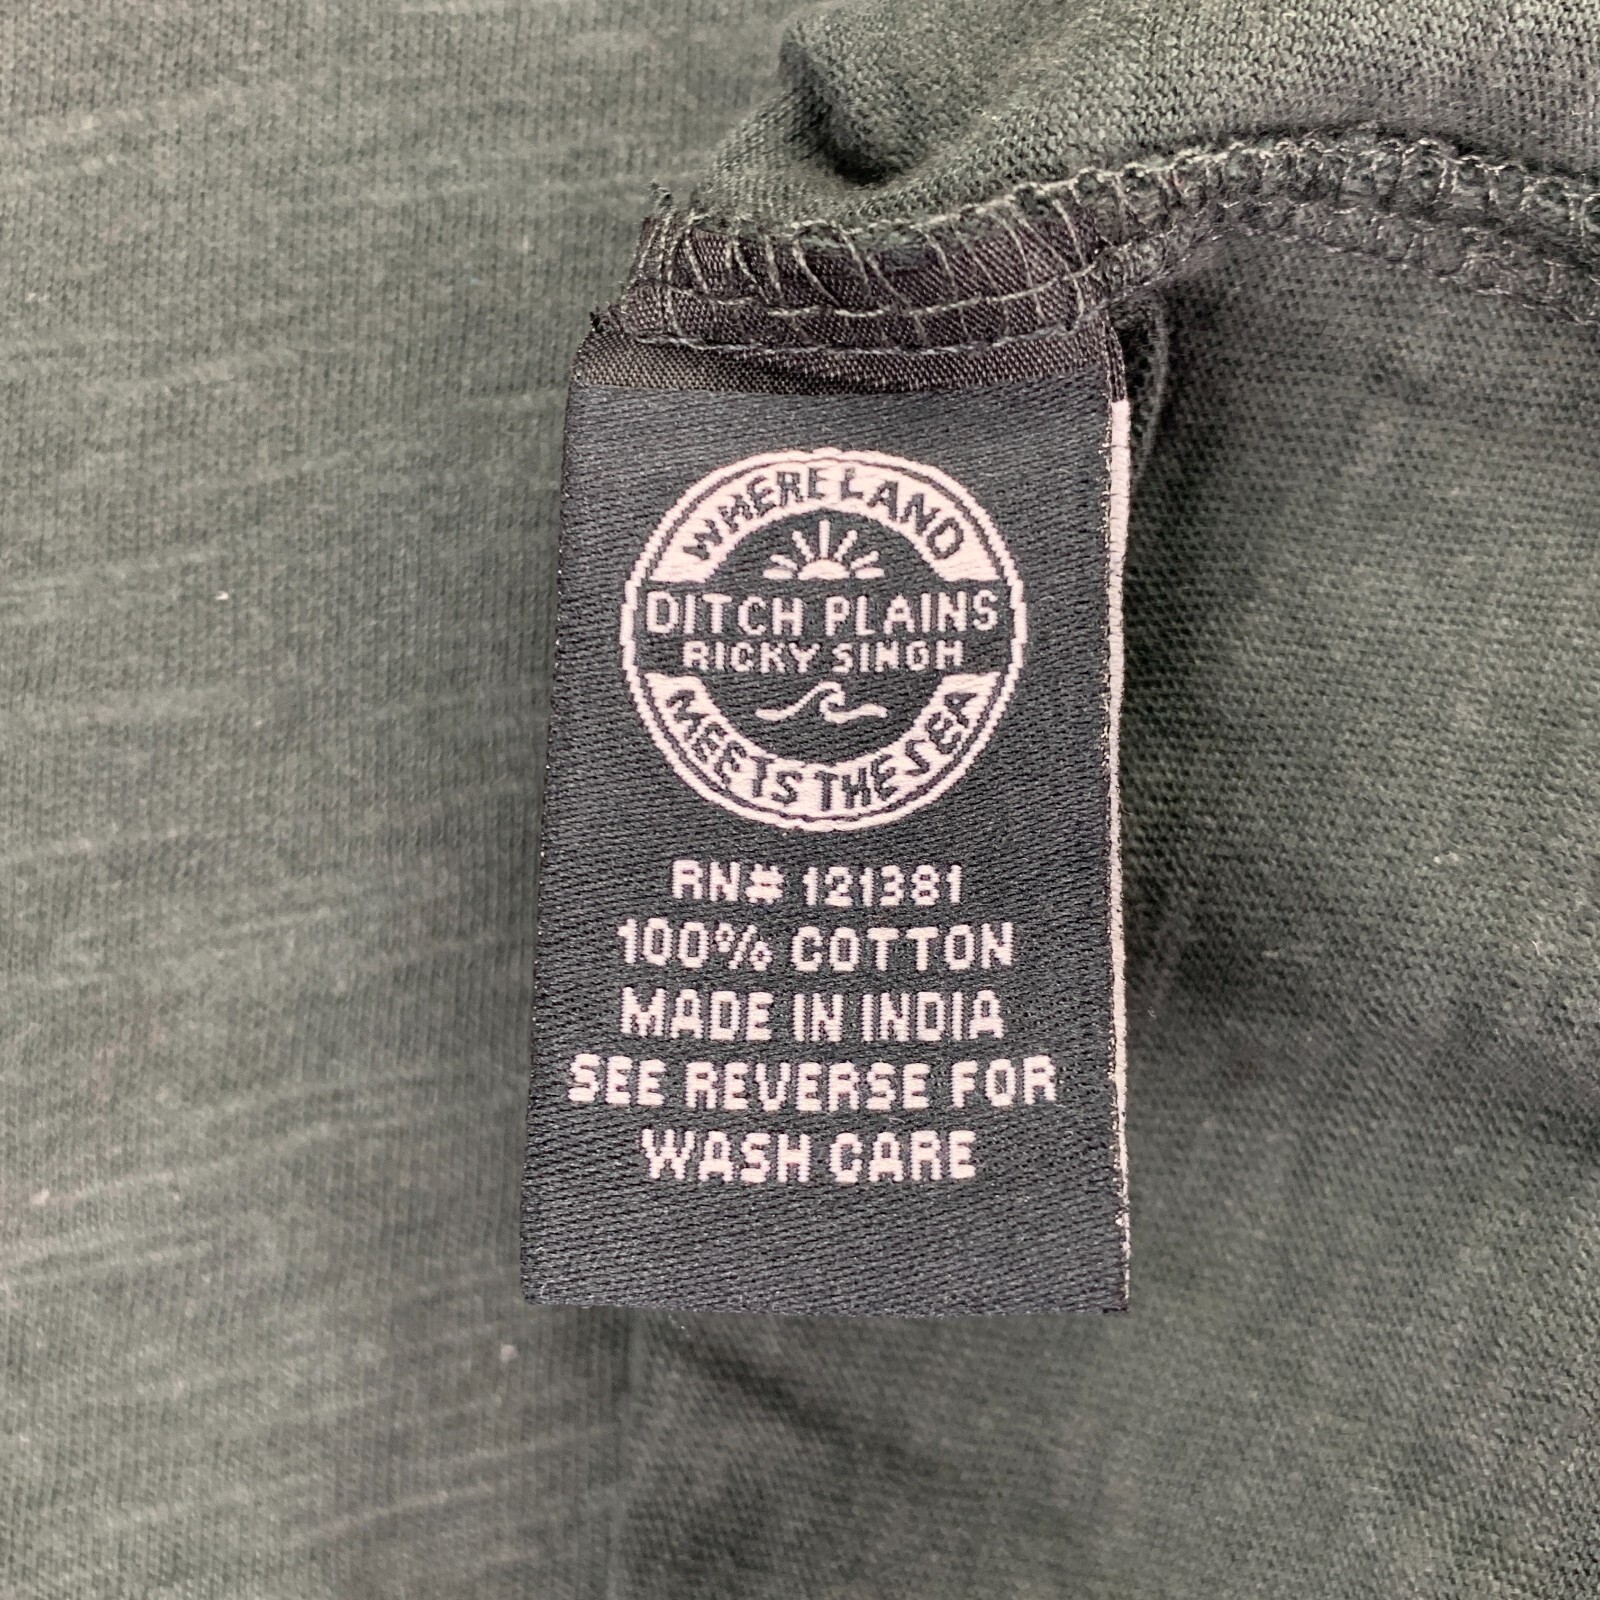 WHERE LAND
DITCH PLAINS
RICKY SINGH
MEETS THE SEA
RN# 121381
100% COTTON
MADE IN INDIA
SEE REVERSE FOR
WASH CARE